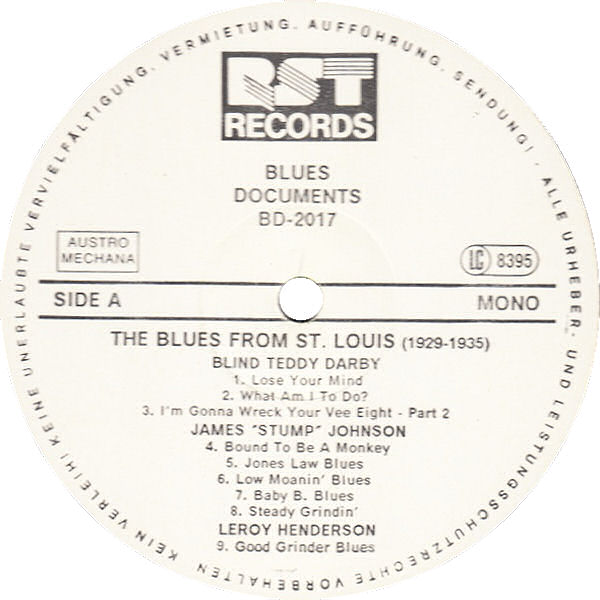 ALLE URHEBER- UND LEISTUNGSSCHUTZRECHTE VORBEHALTEN. KEIN VERLEIH! KEINE UNERLAUBTE VERVIELFÄLTIGUNG, VERMIETUNG, AUFFÜHRUNG, SENDUNG!
RST
RECORDS
BLUES
DOCUMENTS
BD-2017
AUSTRO
MECHANA
LC 8395
SIDE A MONO
THE BLUES FROM ST. LOUIS (1929-1935)
BLIND TEDDY DARBY
1. Lose Your Mind
2. What Am I To Do?
3. I'm Gonna Wreck Your Vee Eight - Part 2
JAMES "STUMP" JOHNSON
4. Bound To Be A Monkey
5. Jones Law Blues
6. Low Moanin' Blues
7. Baby B. Blues
8. Steady Grindin'
LEROY HENDERSON
9. Good Grinder Blues